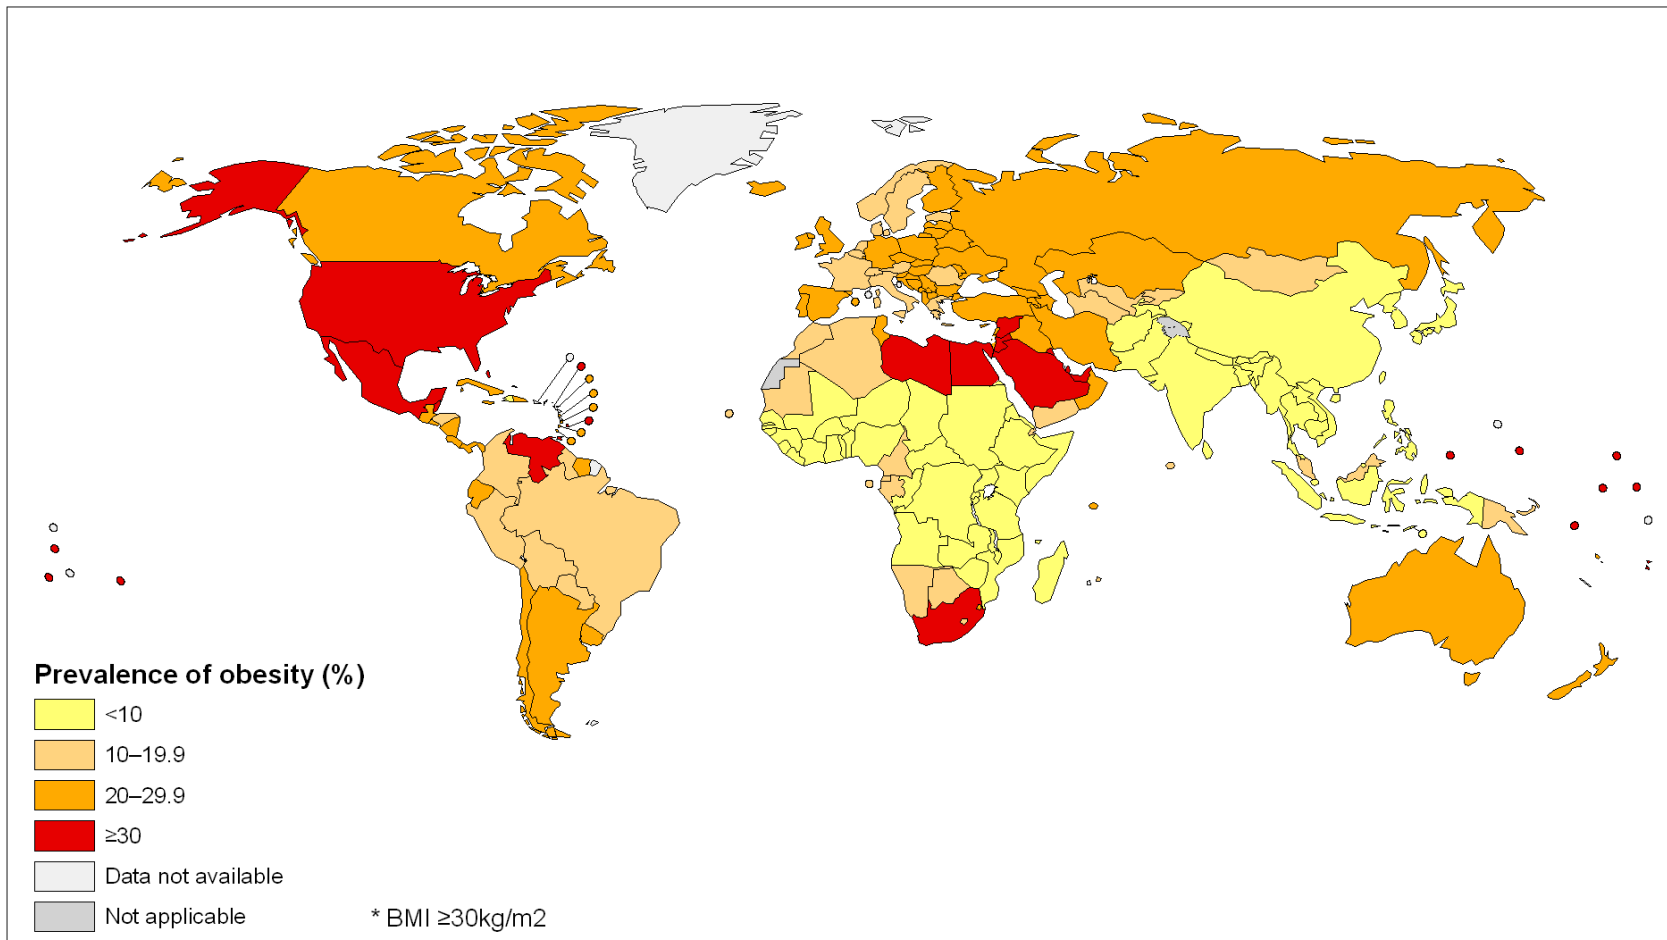 Prevalence of obesity (%)
<10
10–19.9
20–29.9
≥30
Data not available
Not applicable
* BMI ≥30kg/m2